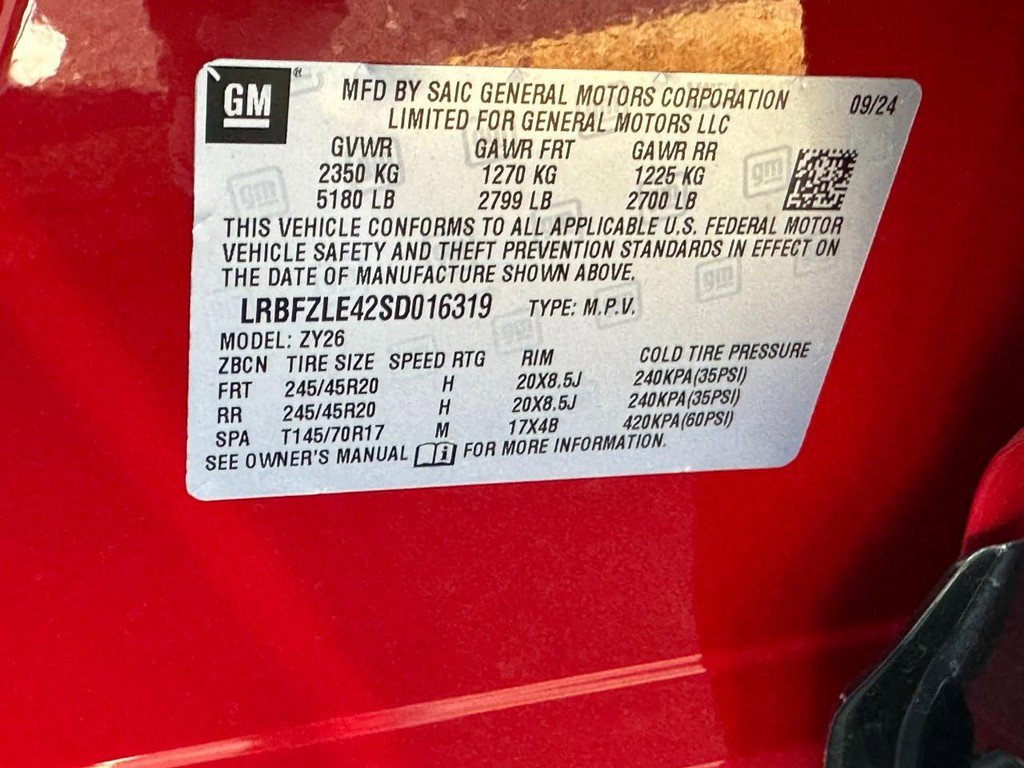 GM ®
MFD BY SAIC GENERAL MOTORS CORPORATION
LIMITED FOR GENERAL MOTORS LLC
09/24
GVWR GAWR FRT GAWR RR
2350 KG 1270 KG 1225 KG
5180 LB 2799 LB 2700 LB
THIS VEHICLE CONFORMS TO ALL APPLICABLE U.S. FEDERAL MOTOR
VEHICLE SAFETY AND THEFT PREVENTION STANDARDS IN EFFECT ON
THE DATE OF MANUFACTURE SHOWN ABOVE.
LRBFZLE42SD016319 TYPE: M.P.V.
MODEL: ZY26
ZBCN TIRE SIZE SPEED RTG RIM COLD TIRE PRESSURE
FRT 245/45R20 H 20X8.5J 240KPA(35PSI)
RR 245/45R20 H 20X8.5J 240KPA(35PSI)
SPA T145/70R17 M 17X4B 420KPA(60PSI)
SEE OWNER'S MANUAL FOR MORE INFORMATION.